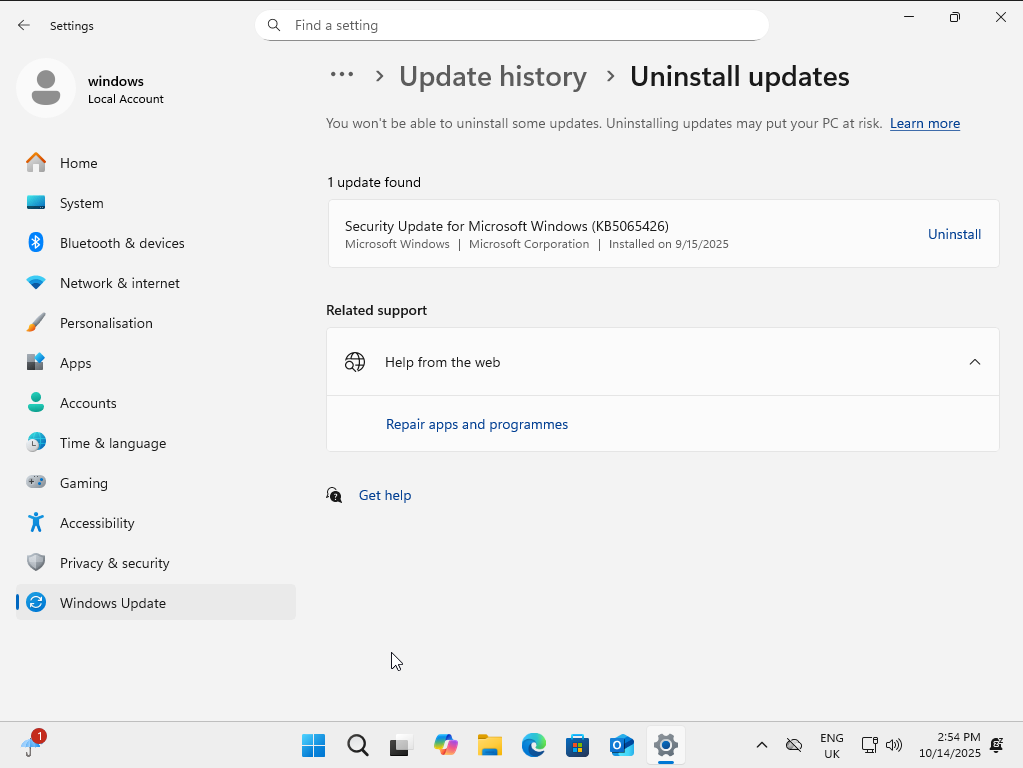 Settings
Find a setting
windows
Local Account
Home
System
Bluetooth & devices
Network & internet
Personalisation
Apps
Accounts
Time & language
Gaming
Accessibility
Privacy & security
Windows Update
··· > Update history > Uninstall updates
You won't be able to uninstall some updates. Uninstalling updates may put your PC at risk. Learn more
1 update found
Security Update for Microsoft Windows (KB5065426)
Microsoft Windows | Microsoft Corporation | Installed on 9/15/2025
Uninstall
Related support
Help from the web
Repair apps and programmes
Get help
1
ENG
UK
2:54 PM
10/14/2025